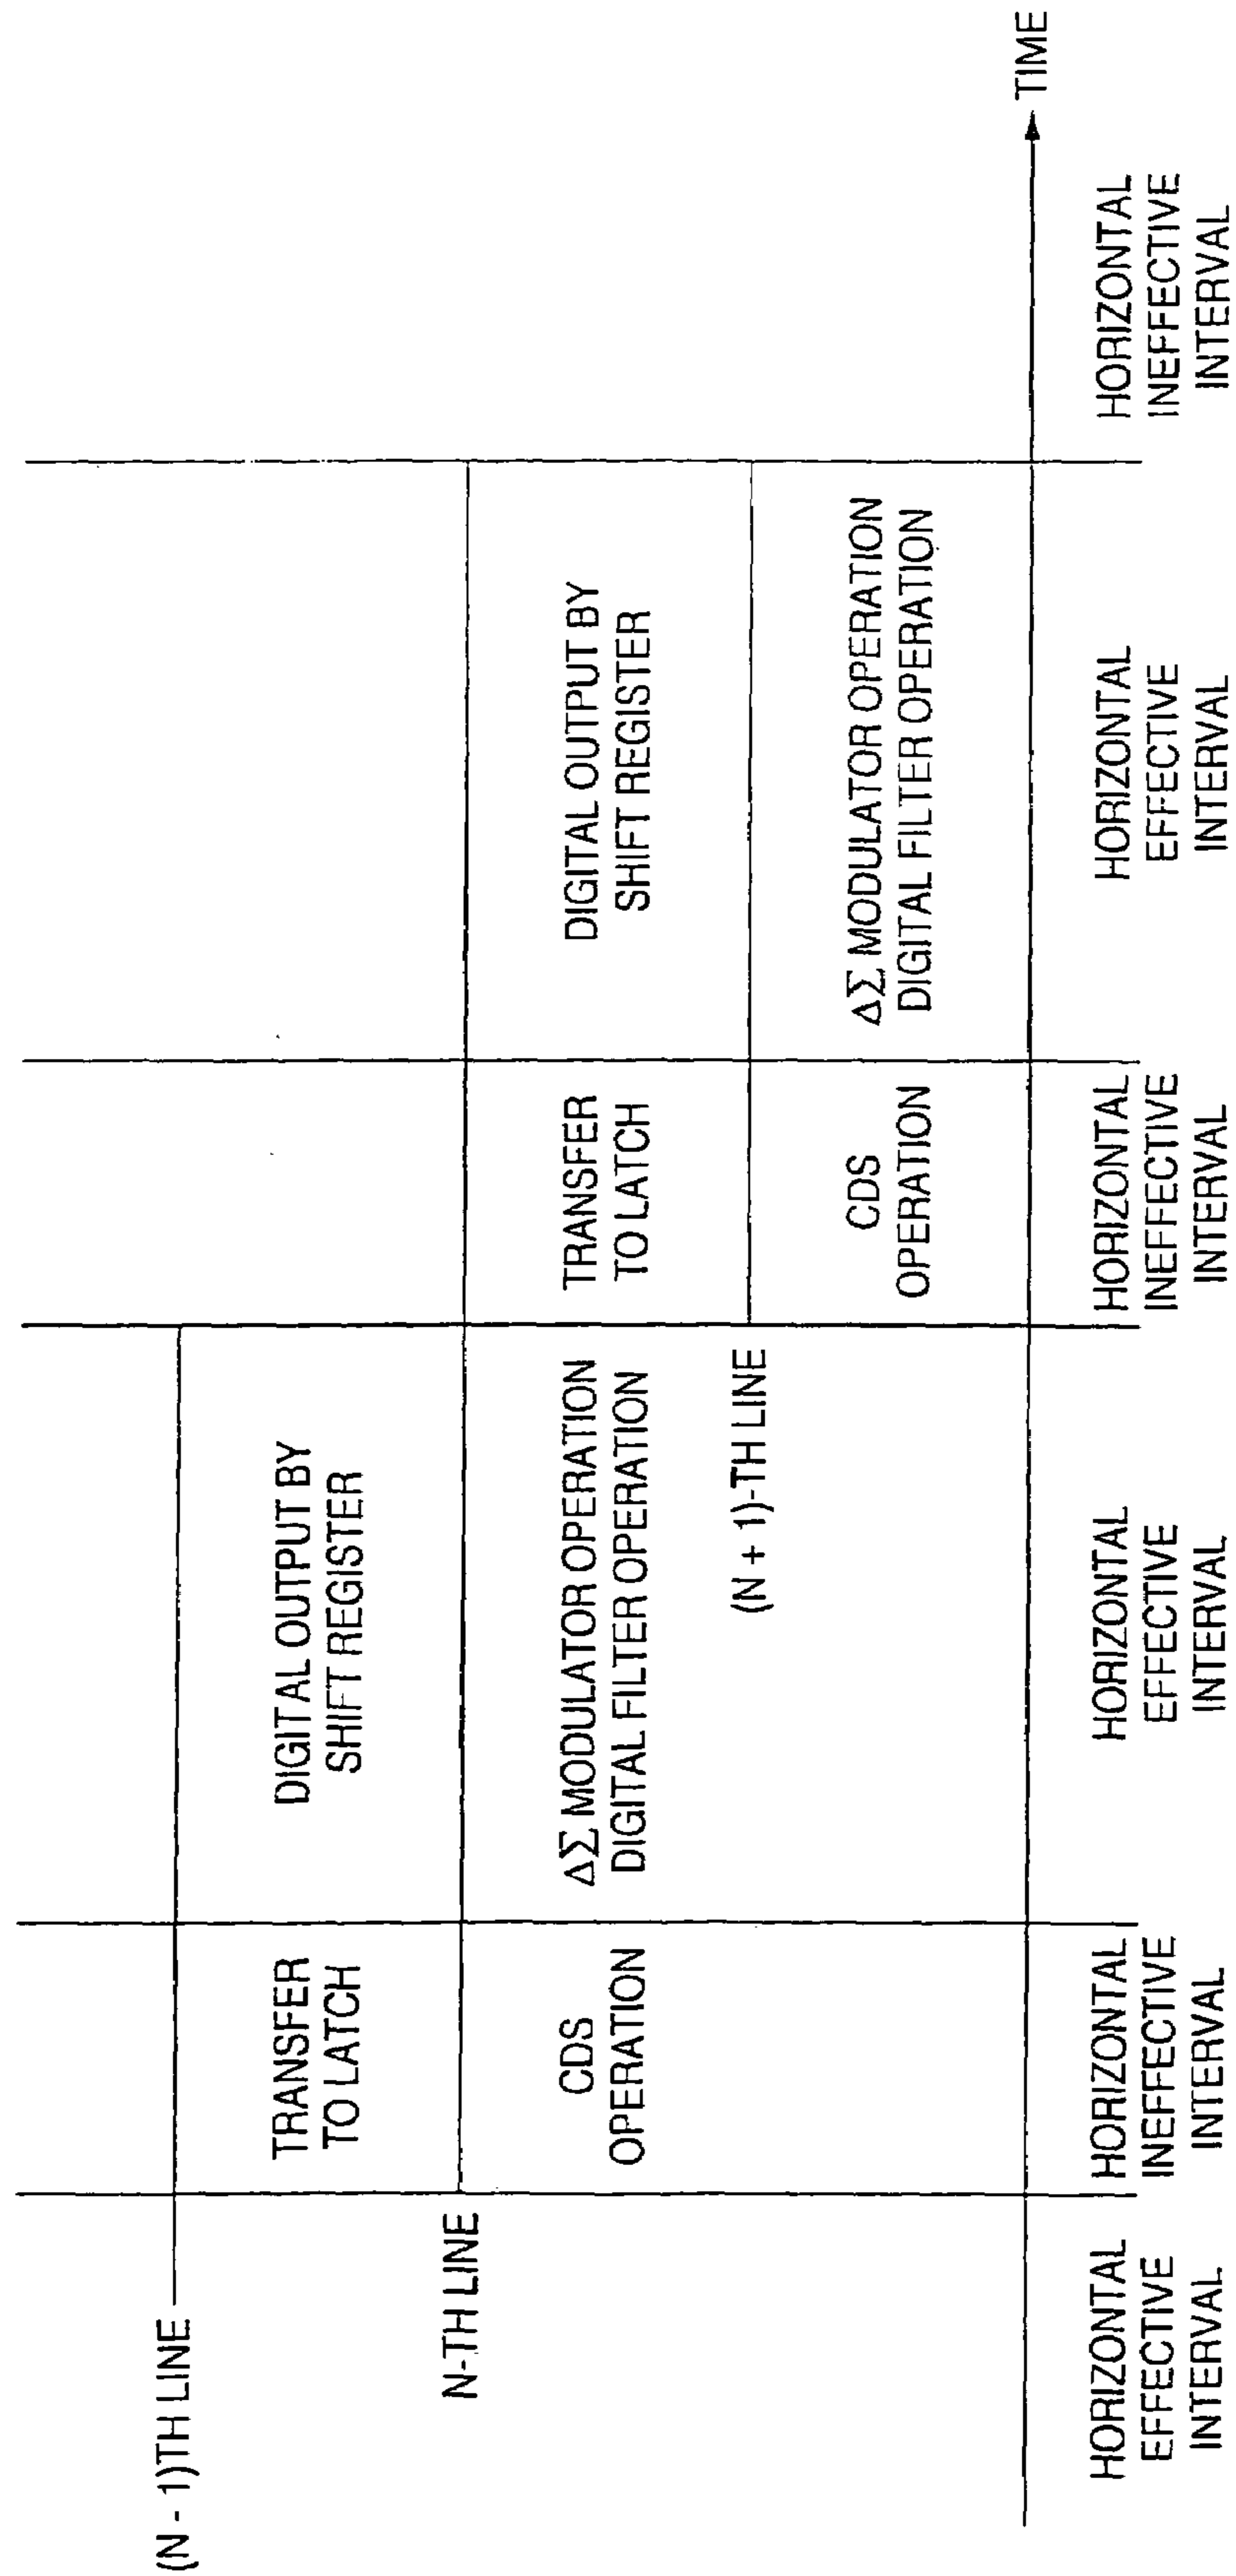 (N - 1)TH LINE
TRANSFER
TO LATCH
DIGITAL OUTPUT BY
SHIFT REGISTER
N-TH LINE
CDS
OPERATION
ΔΣ MODULATOR OPERATION
DIGITAL FILTER OPERATION
TRANSFER
TO LATCH
DIGITAL OUTPUT BY
SHIFT REGISTER
(N + 1)-TH LINE
CDS
OPERATION
ΔΣ MODULATOR OPERATION
DIGITAL FILTER OPERATION
TIME
HORIZONTAL
EFFECTIVE
INTERVAL
HORIZONTAL
INEFFECTIVE
INTERVAL
HORIZONTAL
EFFECTIVE
INTERVAL
HORIZONTAL
INEFFECTIVE
INTERVAL
HORIZONTAL
EFFECTIVE
INTERVAL
HORIZONTAL
INEFFECTIVE
INTERVAL